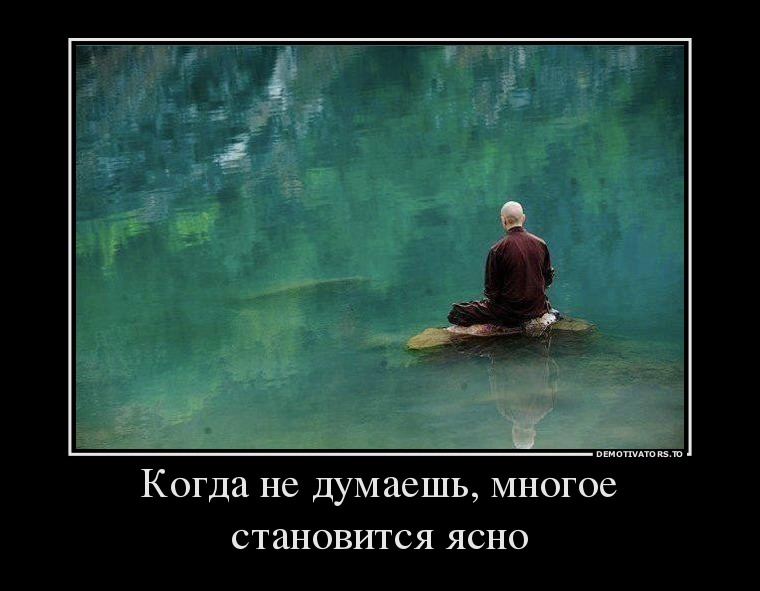 DEMOTIVATORS.TO
Когда не думаешь, многое
становится ясно